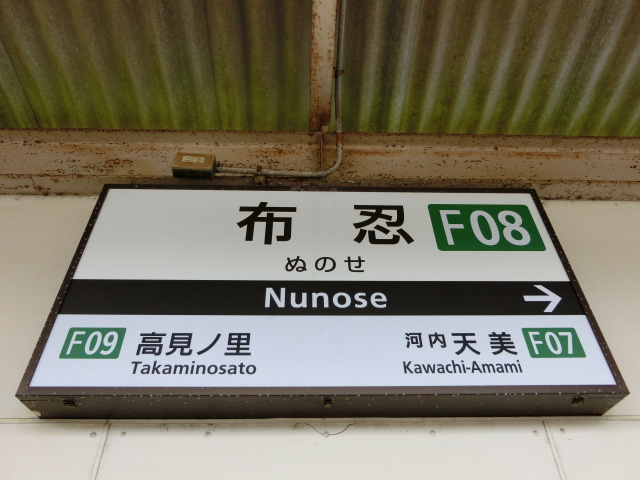 布忍 F08
ぬのせ
Nunose →
F09 高見ノ里 河内天美 F07
Takaminosato Kawachi-Amami